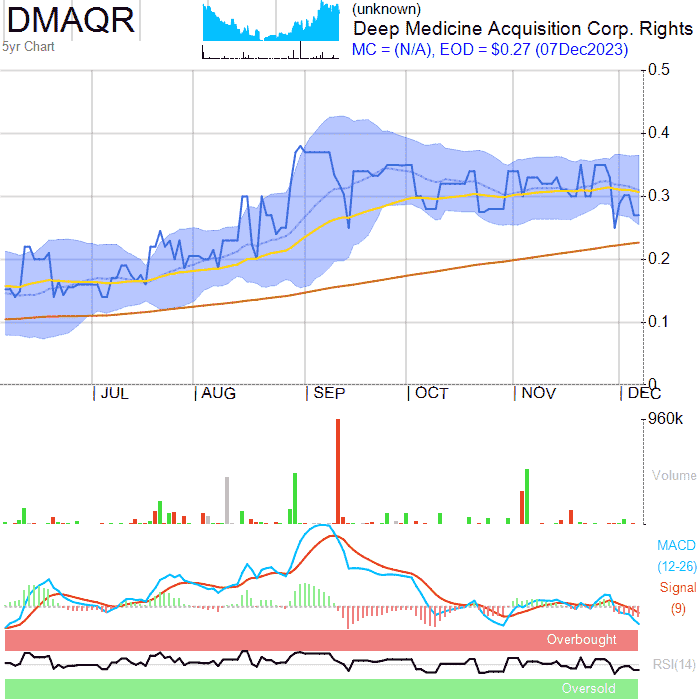 DMAQR
5yr Chart
(unknown)
Deep Medicine Acquisition Corp. Rights
MC = (N/A), EOD = $0.27 (07Dec2023)
0.5
0.4
0.3
0.2
0.1
0
JUL AUG SEP OCT NOV DEC
960k
Volume
MACD
(12-26)
Signal
(9)
Overbought
RSI(14)
Oversold